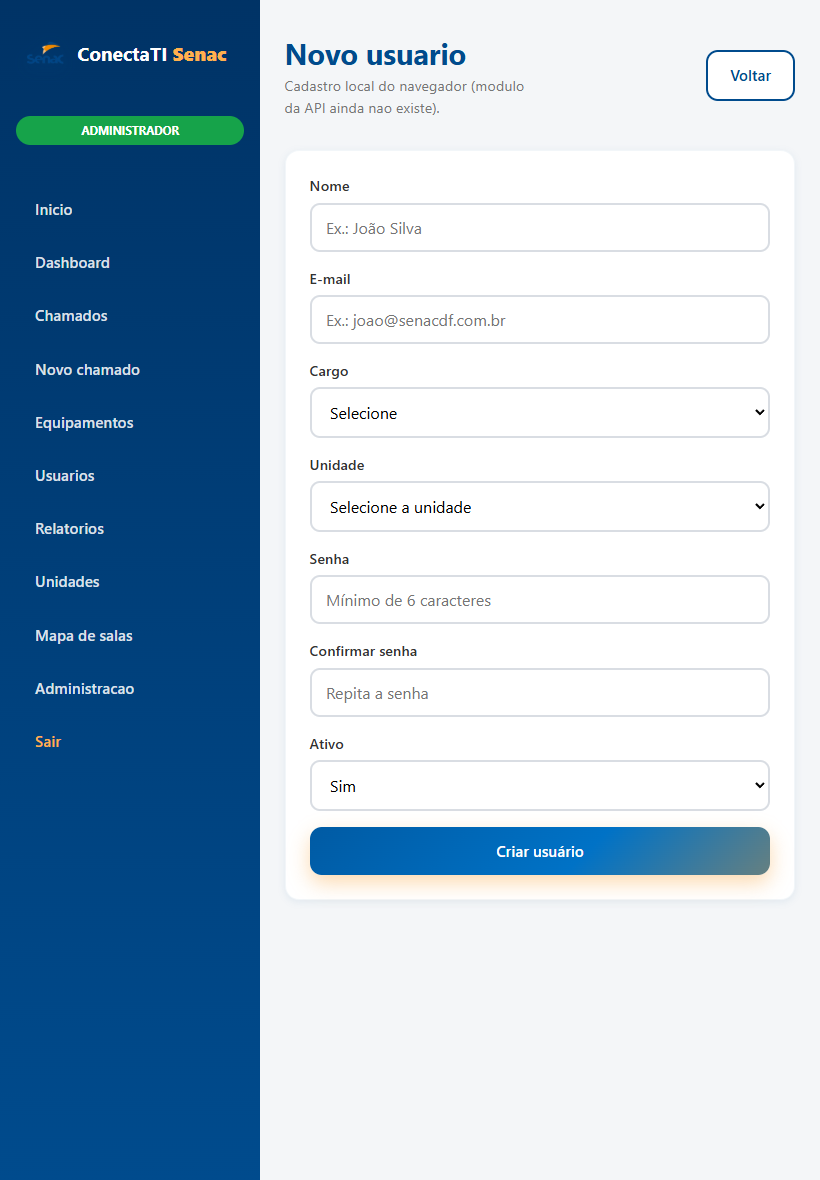 Senac
ConectaTI Senac
ADMINISTRADOR
Inicio
Dashboard
Chamados
Novo chamado
Equipamentos
Usuarios
Relatorios
Unidades
Mapa de salas
Administracao
Sair
Novo usuario
Cadastro local do navegador (modulo
da API ainda nao existe).
Voltar
Nome
Ex.: João Silva
E-mail
Ex.: joao@senacdf.com.br
Cargo
Selecione
Unidade
Selecione a unidade
Senha
Mínimo de 6 caracteres
Confirmar senha
Repita a senha
Ativo
Sim
Criar usuário